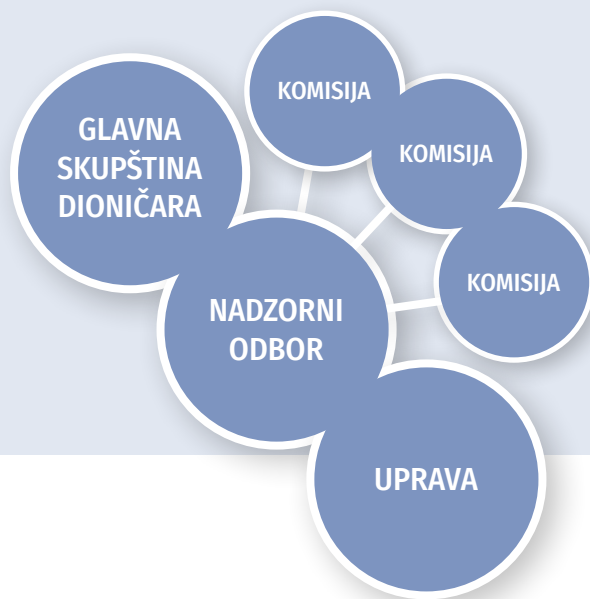 GLAVNA
SKUPŠTINA
DIONIČARA
KOMISIJA
KOMISIJA
KOMISIJA
NADZORNI
ODBOR
UPRAVA